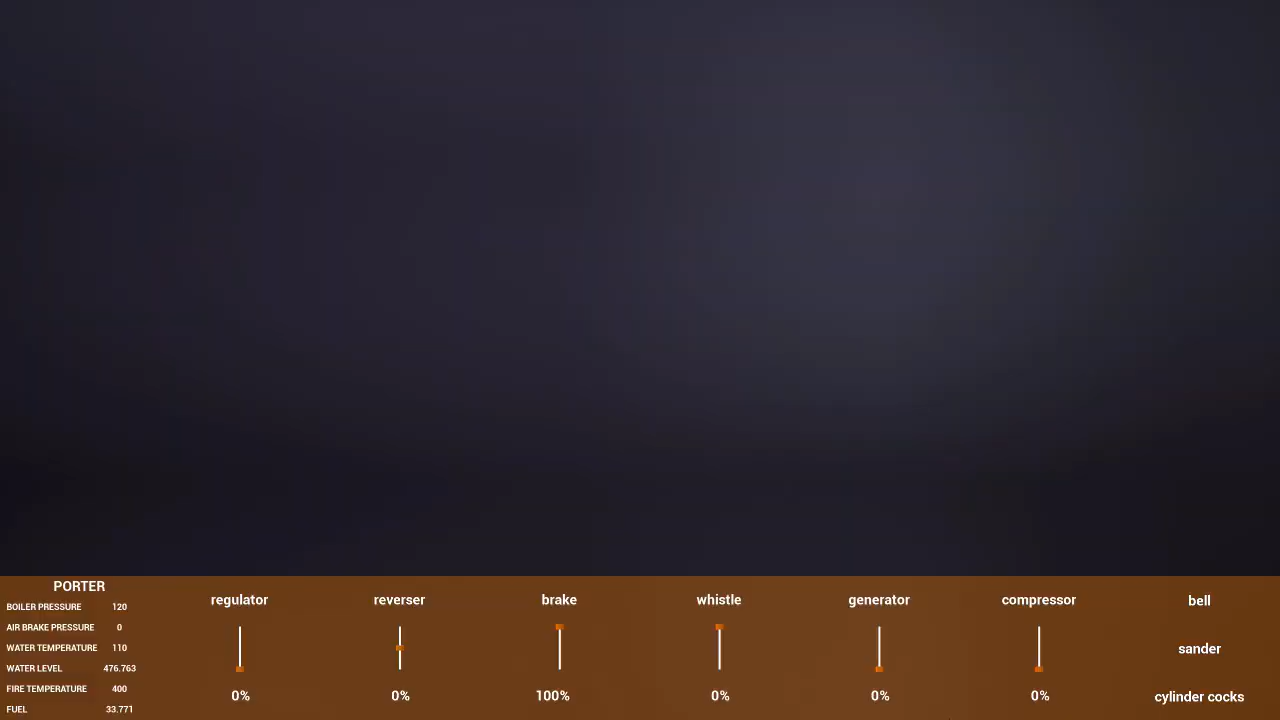 PORTER
BOILER PRESSURE 120
AIR BRAKE PRESSURE 0
WATER TEMPERATURE 110
WATER LEVEL 476.763
FIRE TEMPERATURE 400
FUEL 33.771
regulator
0%
reverser
0%
brake
100%
whistle
0%
generator
0%
compressor
0%
bell
sander
cylinder cocks